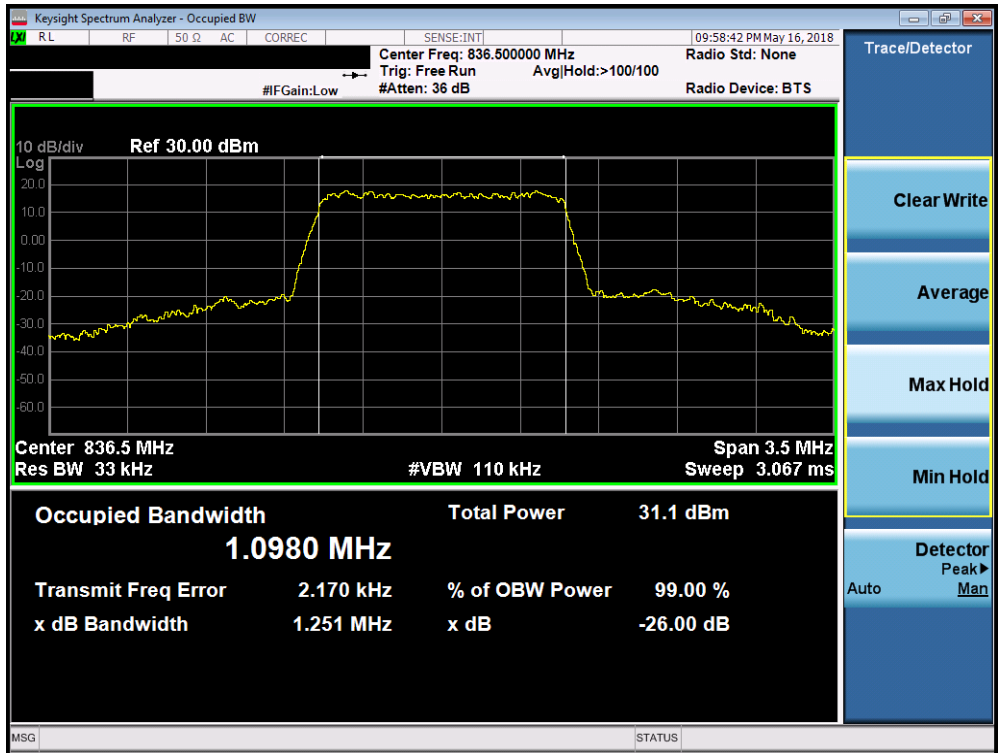 Keysight Spectrum Analyzer - Occupied BW
LXI RL RF 50 Ω AC CORREC SENSE:INT 09:58:42 PM May 16, 2018
Center Freq: 836.500000 MHz Radio Std: None
Trig: Free Run Avg|Hold:>100/100
#IFGain:Low #Atten: 36 dB Radio Device: BTS
10 dB/div Ref 30.00 dBm
Log
20.0
10.0
0.00
-10.0
-20.0
-30.0
-40.0
-50.0
-60.0
Center 836.5 MHz Span 3.5 MHz
Res BW 33 kHz #VBW 110 kHz Sweep 3.067 ms
Occupied Bandwidth Total Power 31.1 dBm
1.0980 MHz
Transmit Freq Error 2.170 kHz % of OBW Power 99.00 %
x dB Bandwidth 1.251 MHz x dB -26.00 dB
MSG STATUS
Trace/Detector
Clear Write
Average
Max Hold
Min Hold
Detector
Peak▶
Auto Man